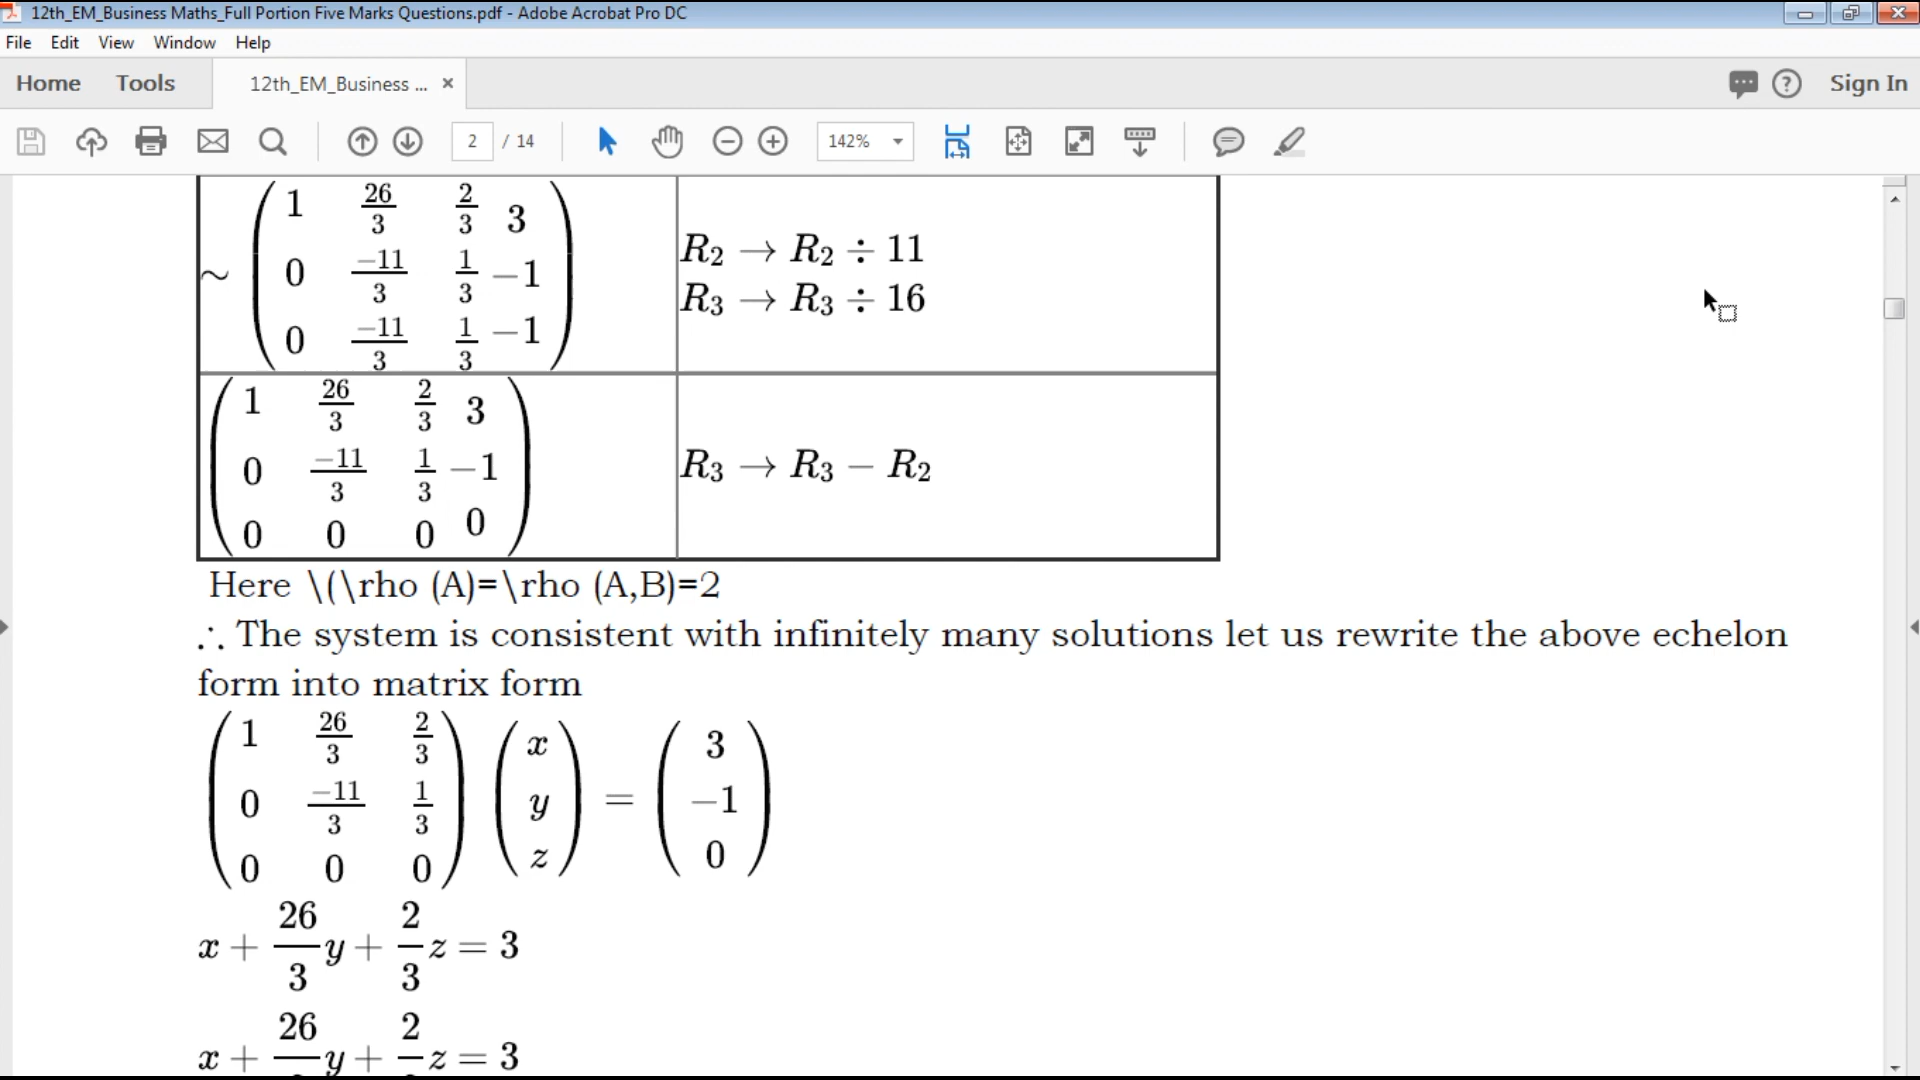 12th_EM_Business Maths_Full Portion Five Marks Questions.pdf - Adobe Acrobat Pro DC
File Edit View Window Help
Home Tools 12th_EM_Business ... × Sign In
2 / 14 142%
1 26/3 2/3 3
∼ 0 −11/3 1/3 −1
0 −11/3 1/3 −1
R₂ → R₂ ÷ 11
R₃ → R₃ ÷ 16
1 26/3 2/3 3
0 −11/3 1/3 −1
0 0 0 0
R₃ → R₃ − R₂
Here \(\rho (A)=\rho (A,B)=2
∴ The system is consistent with infinitely many solutions let us rewrite the above echelon
form into matrix form
1 26/3 2/3 x 3
0 −11/3 1/3 y = −1
0 0 0 z 0
x + 26/3 y + 2/3 z = 3
x + 26/ y + 2/ z = 3